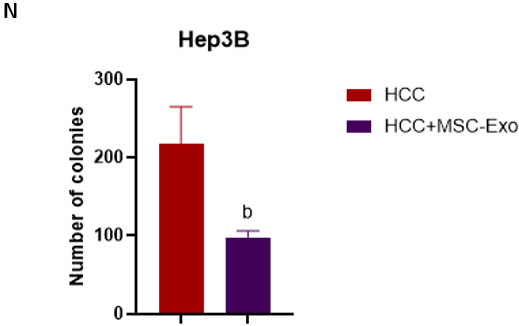 N
Hep3B
Number of colonies
300
200
100
0
b
HCC
HCC+MSC-Exo